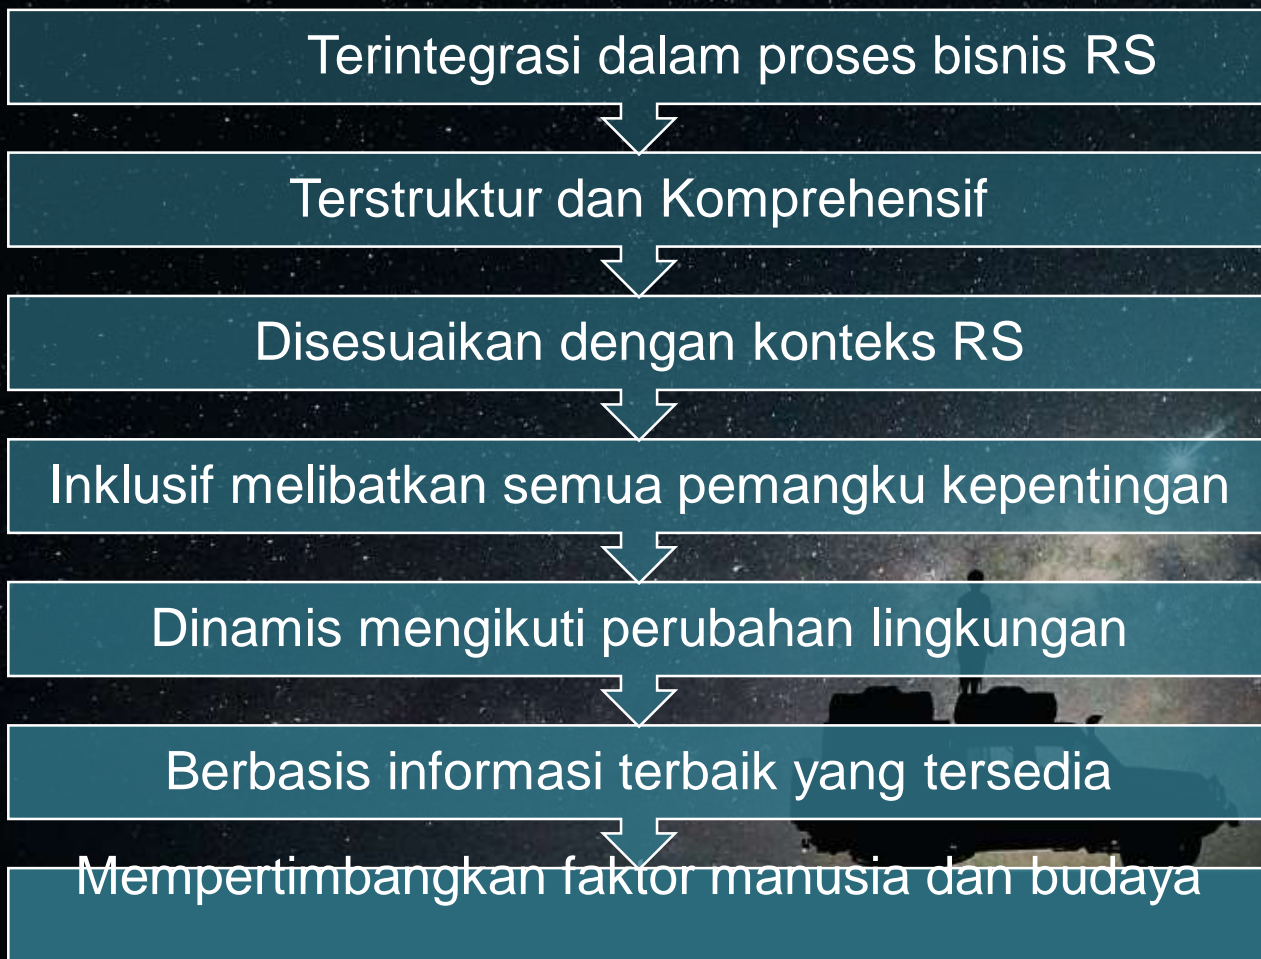 Terintegrasi dalam proses bisnis RS
Terstruktur dan Komprehensif
Disesuaikan dengan konteks RS
Inklusif melibatkan semua pemangku kepentingan
Dinamis mengikuti perubahan lingkungan
Berbasis informasi terbaik yang tersedia
Mempertimbangkan faktor manusia dan budaya